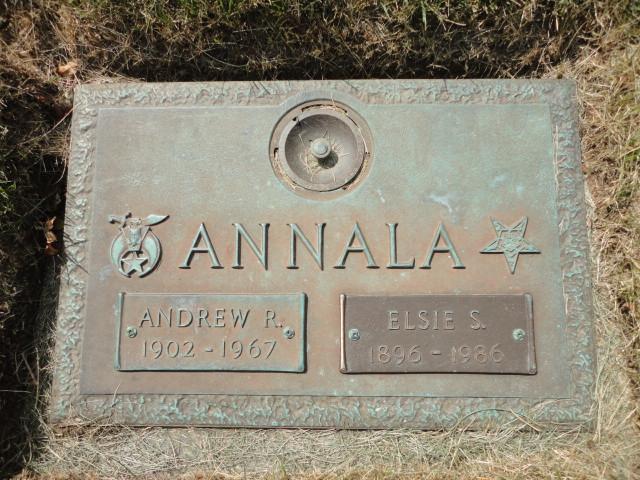 ANNALA
ANDREW R.
1902 - 1967
ELSIE S.
1896 - 1986